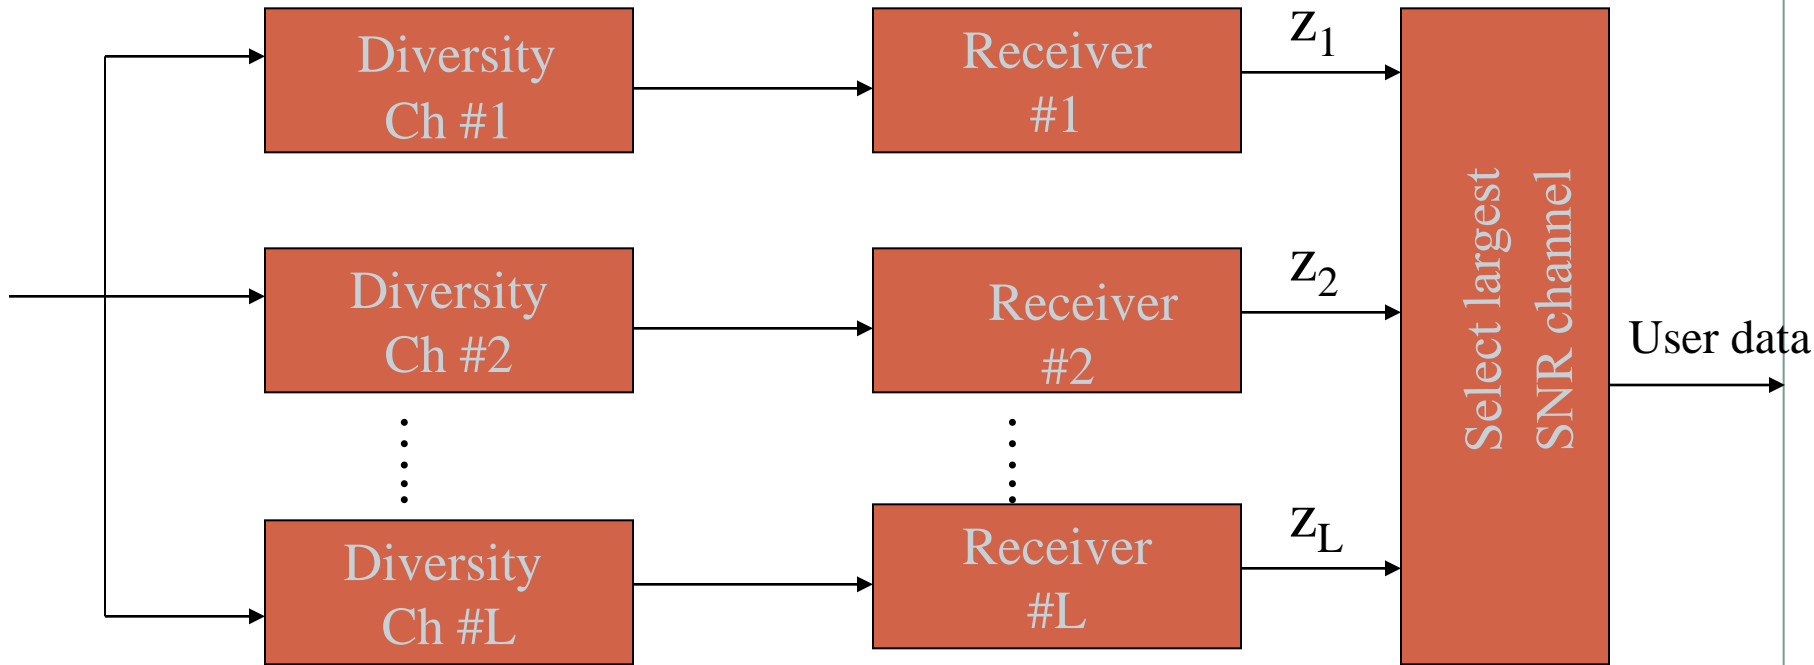 Diversity
Ch #1
Receiver
#1
z1
Diversity
Ch #2
Receiver
#2
z2
Select largest
SNR channel
User data
Diversity
Ch #L
Receiver
#L
zL